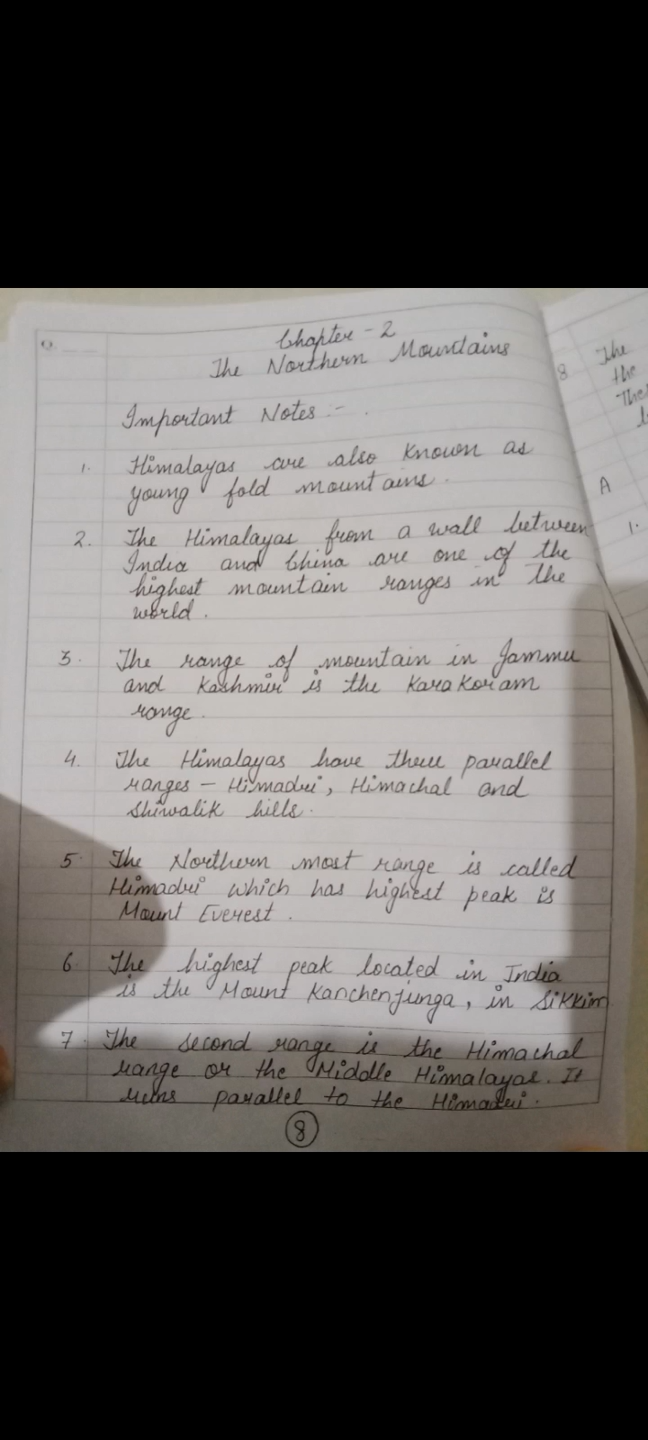 Chapter - 2
The Northern Mountains
Important Notes :-
1. Himalayas are also known as
young fold mountains.
2. The Himalayas from a wall between
India and China are one of the
highest mountain ranges in the
world.
3. The range of mountain in Jammu
and Kashmir is the Karakoram
range.
4. The Himalayas have three parallel
ranges - Himadri, Himachal and
Shiwalik hills.
5 The Northern most range is called
Himadri which has highest peak is
Mount Everest.
6 The highest peak located in India
is the Mount Kanchenjunga, in Sikkim
7 The second range is the Himachal
range or the Middle Himalayas. It
runs parallel to the Himadri.
8
8 The
the
A
1.